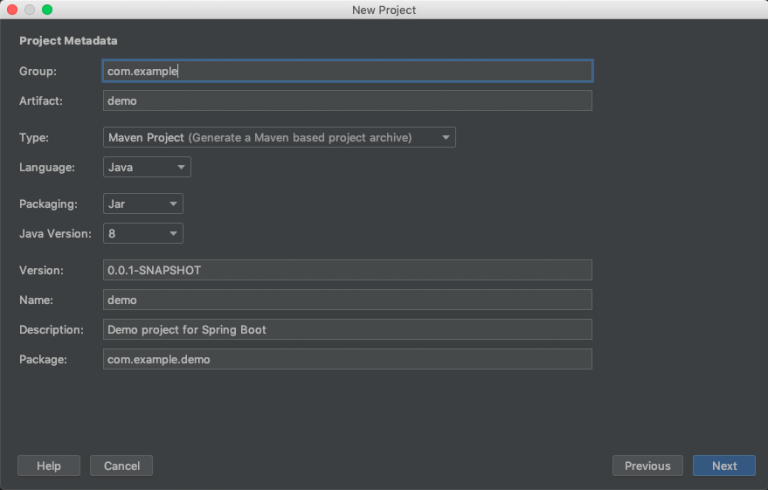 New Project
Project Metadata
Group: com.example
Artifact: demo
Type: Maven Project (Generate a Maven based project archive)
Language: Java
Packaging: Jar
Java Version: 8
Version: 0.0.1-SNAPSHOT
Name: demo
Description: Demo project for Spring Boot
Package: com.example.demo
Help Cancel Previous Next